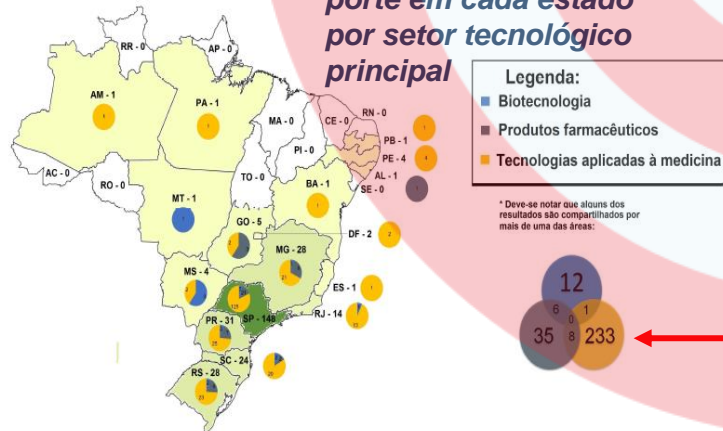 porte em cada estado
por setor tecnológico
principal
Legenda:
Biotecnologia
Produtos farmacêuticos
Tecnologias aplicadas à medicina
* Deve-se notar que alguns dos
resultados são compartilhados por
mais de uma das áreas:
12
6
1
0
35
8
233
RR - 0
AP - 0
AM - 1
PA - 1
MA - 0
CE - 0
RN - 0
PB - 1
PE - 4
AL - 1
SE - 0
PI - 0
AC - 0
RO - 0
TO - 0
MT - 1
BA - 1
GO - 5
DF - 2
MG - 28
MS - 4
ES - 1
RJ - 14
SP - 148
PR - 31
SC - 24
RS - 28